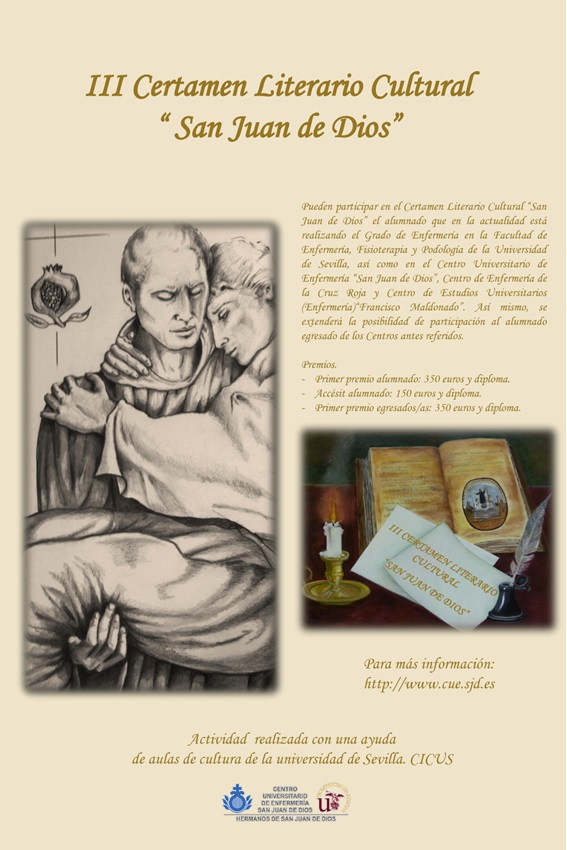 III Certamen Literario Cultural
“ San Juan de Dios”
Pueden participar en el Certamen Literario Cultural “San
Juan de Dios” el alumnado que en la actualidad está
realizando el Grado de Enfermería en la Facultad de
Enfermería, Fisioterapia y Podología de la Universidad
de Sevilla, así como en el Centro Universitario de
Enfermería “San Juan de Dios”, Centro de Enfermería de
la Cruz Roja y Centro de Estudios Universitarios
(Enfermería)“Francisco Maldonado”. Así mismo, se
extenderá la posibilidad de participación al alumnado
egresado de los Centros antes referidos.
Premios.
- Primer premio alumnado: 350 euros y diploma.
- Accésit alumnado: 150 euros y diploma.
- Primer premio egresados/as: 350 euros y diploma.
III CERTAMEN LITERARIO
CULTURAL
“SAN JUAN DE DIOS”
Para más información:
http://www.cue.sjd.es
Actividad realizada con una ayuda
de aulas de cultura de la universidad de Sevilla. CICUS
CENTRO
UNIVERSITARIO
DE ENFERMERÍA
SAN JUAN DE DIOS
HERMANOS DE SAN JUAN DE DIOS